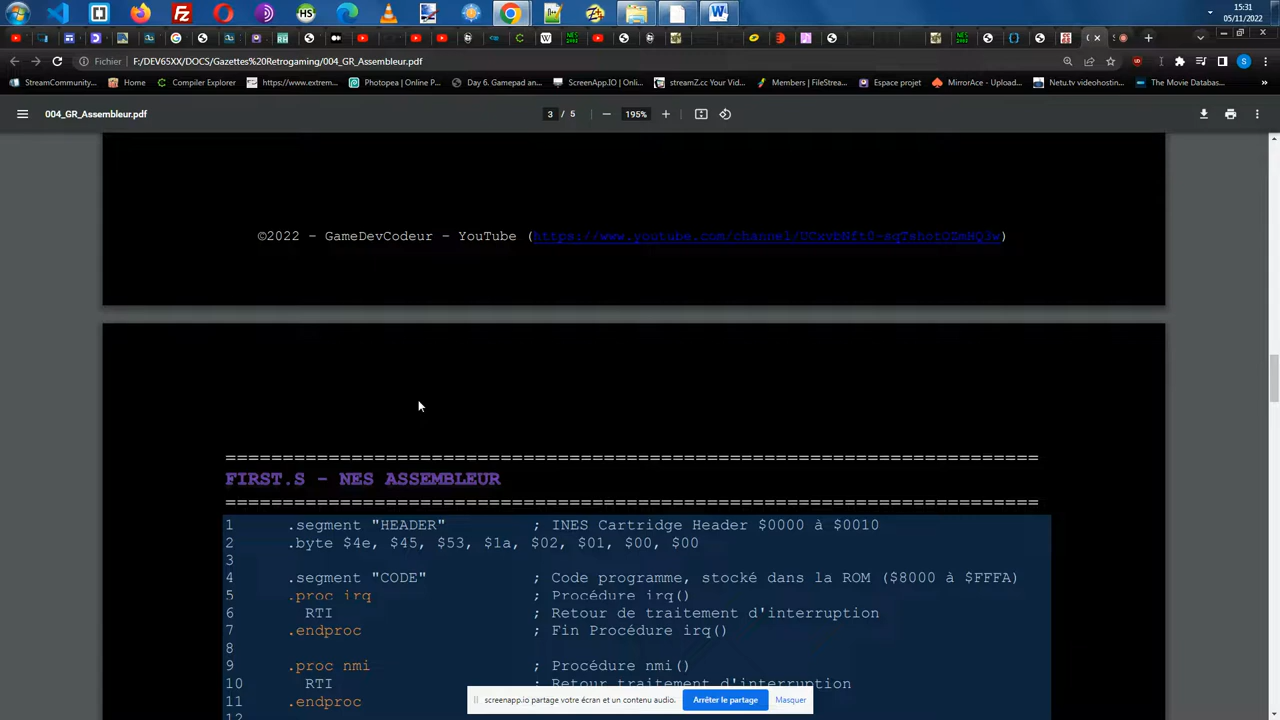 15:31
05/11/2022
Fichier F:/DEV65XX/DOCS/Gazettes%20Retrogaming/004_GR_Assembleur.pdf
StreamCommunity... Home Compiler Explorer https://www.extrem... Photopea | Online P... Day 6. Gamepad an... ScreenApp.IO | Onli... streamZ.cc Your Vid... Members | FileStrea... Espace projet MirrorAce - Upload... Netu.tv videohostin... The Movie Databas...
004_GR_Assembleur.pdf 3 / 5 195%
©2022 - GameDevCodeur - YouTube
==============================================================================
FIRST.S - NES ASSEMBLEUR
==============================================================================
1 .segment "HEADER" ; INES Cartridge Header $0000 à $0010
2 .byte $4e, $45, $53, $1a, $02, $01, $00, $00
3
4 .segment "CODE" ; Code programme, stocké dans la ROM ($8000 à $FFFA)
5 .proc irq ; Procédure irq()
6 RTI ; Retour de traitement d'interruption
7 .endproc ; Fin Procédure irq()
8
9 .proc nmi ; Procédure nmi()
10 RTI ; Retour traitement d'interruption
11 .endproc
12
screenapp.io partage votre écran et un contenu audio. Arrêter le partage Masquer